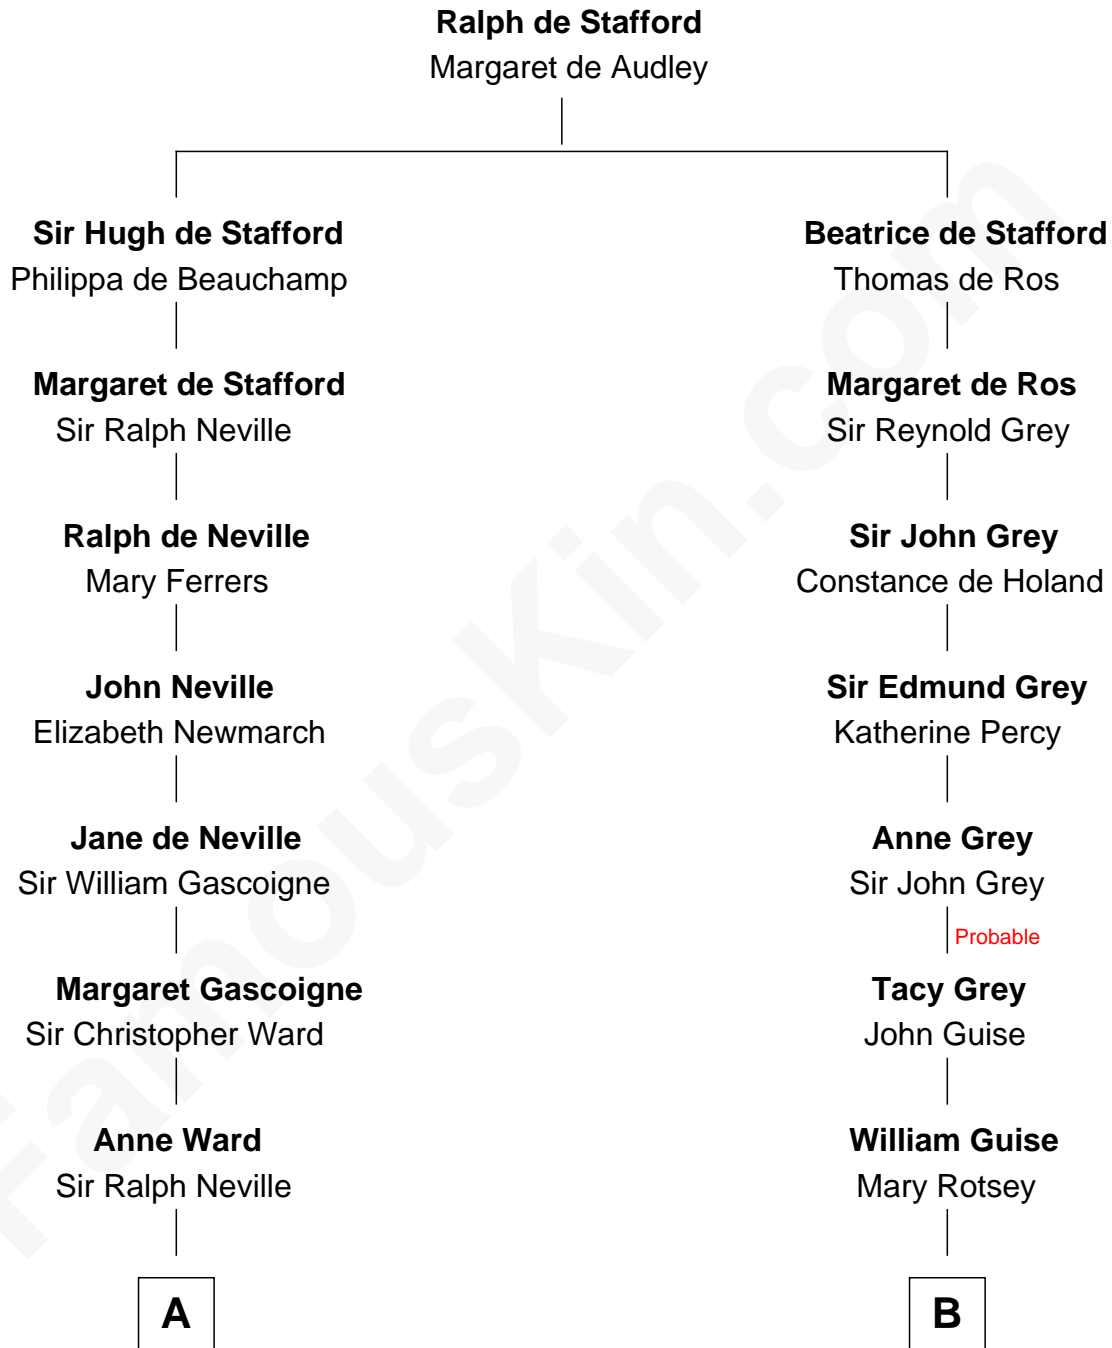 Ralph de Stafford
Margaret de Audley
Sir Hugh de Stafford
Philippa de Beauchamp
Margaret de Stafford
Sir Ralph Neville
Ralph de Neville
Mary Ferrers
John Neville
Elizabeth Newmarch
Jane de Neville
Sir William Gascoigne
Margaret Gascoigne
Sir Christopher Ward
Anne Ward
Sir Ralph Neville
A
Beatrice de Stafford
Thomas de Ros
Margaret de Ros
Sir Reynold Grey
Sir John Grey
Constance de Holand
Sir Edmund Grey
Katherine Percy
Anne Grey
Sir John Grey
Probable
Tacy Grey
John Guise
William Guise
Mary Rotsey
B
FamousKin.com